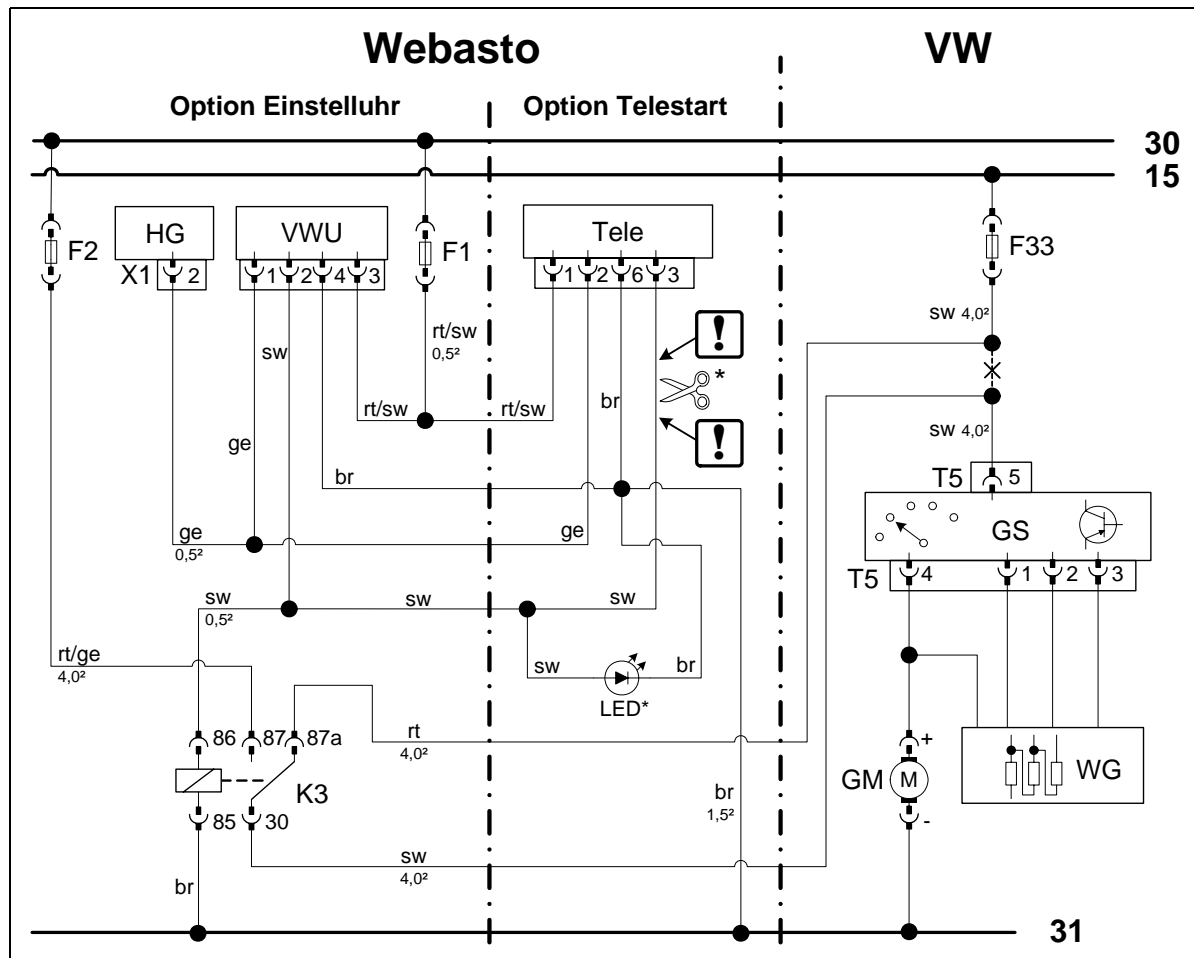 Webasto VW
Option Einstelluhr Option Telestart
30
15
HG VWU Tele
F2 F1 F33
X1 2 1 2 4 3 1 2 6 3
sw 4,0²
rt/sw
0,5²
sw
!
*
br
rt/sw rt/sw
sw 4,0²
ge
!
br
T5 5
GS
ge
0,5²
ge
T5 4 1 2 3
sw
0,5²
sw sw
rt/ge
4,0²
sw br
LED*
86 87 87a
rt
4,0²
+
WG
GM M
K3
br
1,5²
85 30
-
sw
4,0²
br
31